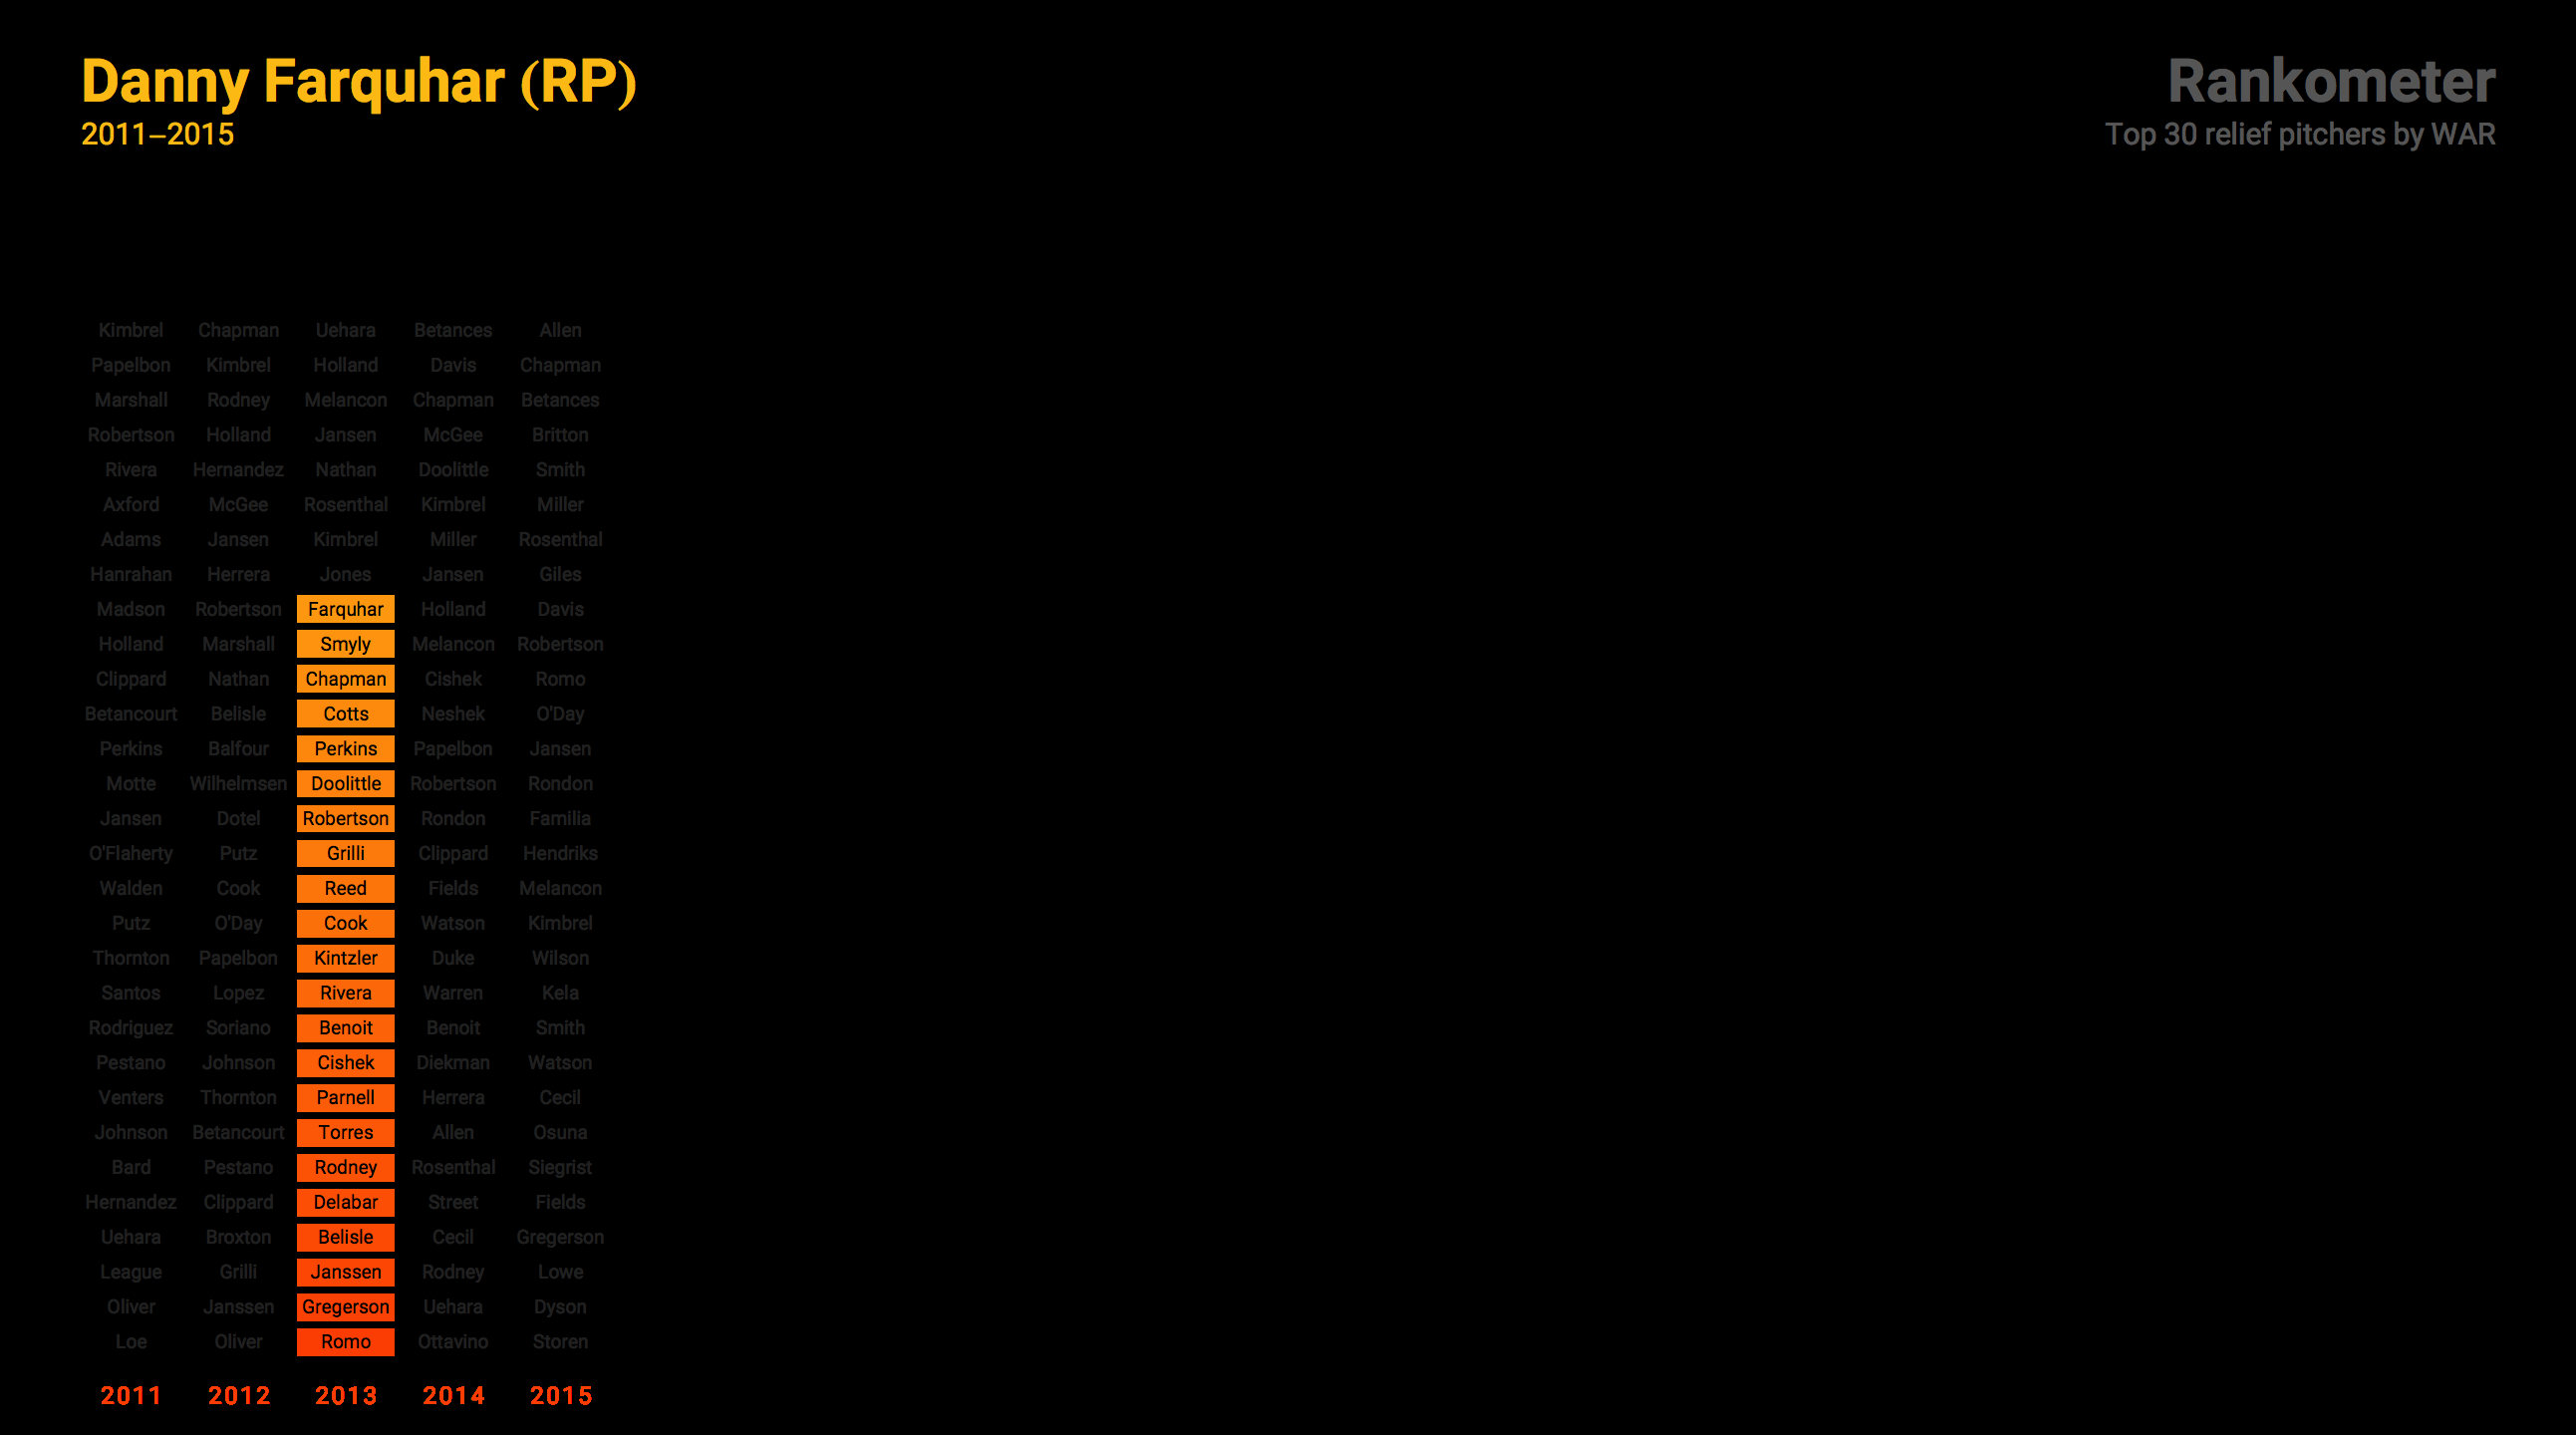 Danny Farquhar (RP)
2011–2015
Rankometer
Top 30 relief pitchers by WAR
Kimbrel Chapman Uehara Betances Allen
Papelbon Kimbrel Holland Davis Chapman
Marshall Rodney Melancon Chapman Betances
Robertson Holland Jansen McGee Britton
Rivera Hernandez Nathan Doolittle Smith
Axford McGee Rosenthal Kimbrel Miller
Adams Jansen Kimbrel Miller Rosenthal
Hanrahan Herrera Jones Jansen Giles
Madson Robertson Farquhar Holland Davis
Holland Marshall Smyly Melancon Robertson
Clippard Nathan Chapman Cishek Romo
Betancourt Belisle Cotts Neshek O'Day
Perkins Balfour Perkins Papelbon Jansen
Motte Wilhelmsen Doolittle Robertson Rondon
Jansen Dotel Robertson Rondon Familia
O'Flaherty Putz Grilli Clippard Hendriks
Walden Cook Reed Fields Melancon
Putz O'Day Cook Watson Kimbrel
Thornton Papelbon Kintzler Duke Wilson
Santos Lopez Rivera Warren Kela
Rodriguez Soriano Benoit Benoit Smith
Pestano Johnson Cishek Diekman Watson
Venters Thornton Parnell Herrera Cecil
Johnson Betancourt Torres Allen Osuna
Bard Pestano Rodney Rosenthal Siegrist
Hernandez Clippard Delabar Street Fields
Uehara Broxton Belisle Cecil Gregerson
League Grilli Janssen Rodney Lowe
Oliver Janssen Gregerson Uehara Dyson
Loe Oliver Romo Ottavino Storen
2011 2012 2013 2014 2015